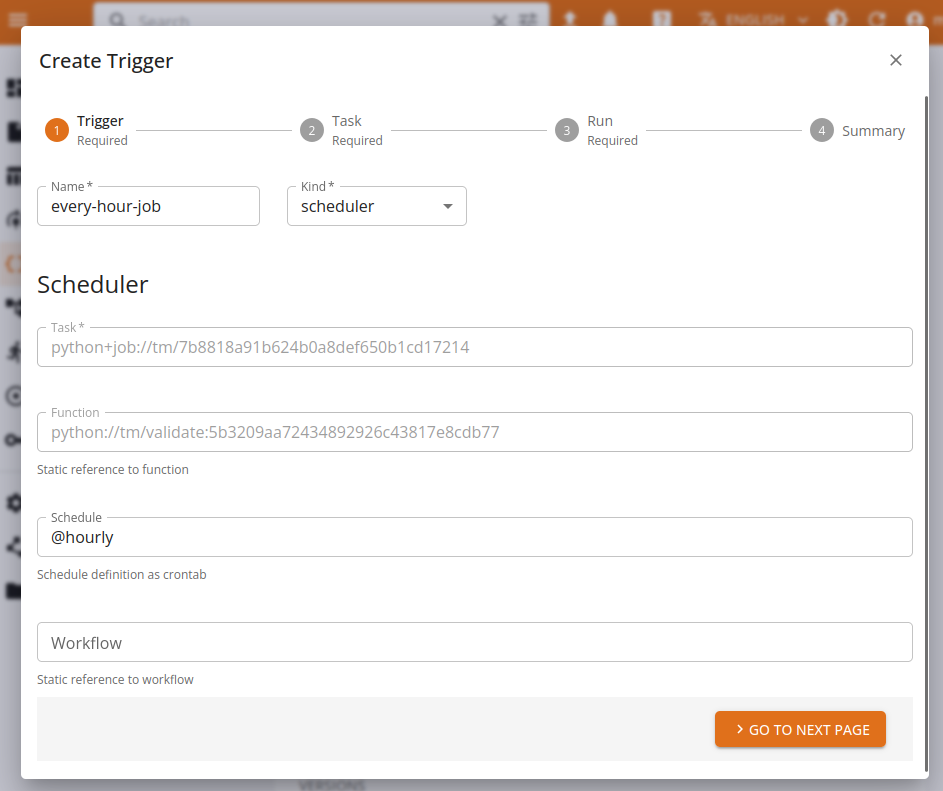 Search
ENGLISH
Create Trigger
1 Trigger Required
2 Task Required
3 Run Required
4 Summary
Name *
every-hour-job
Kind *
scheduler
Scheduler
Task *
python+job://tm/7b8818a91b624b0a8def650b1cd17214
Function
python://tm/validate:5b3209aa72434892926c43817e8cdb77
Static reference to function
Schedule
@hourly
Schedule definition as crontab
Workflow
Static reference to workflow
GO TO NEXT PAGE
VERSIONS